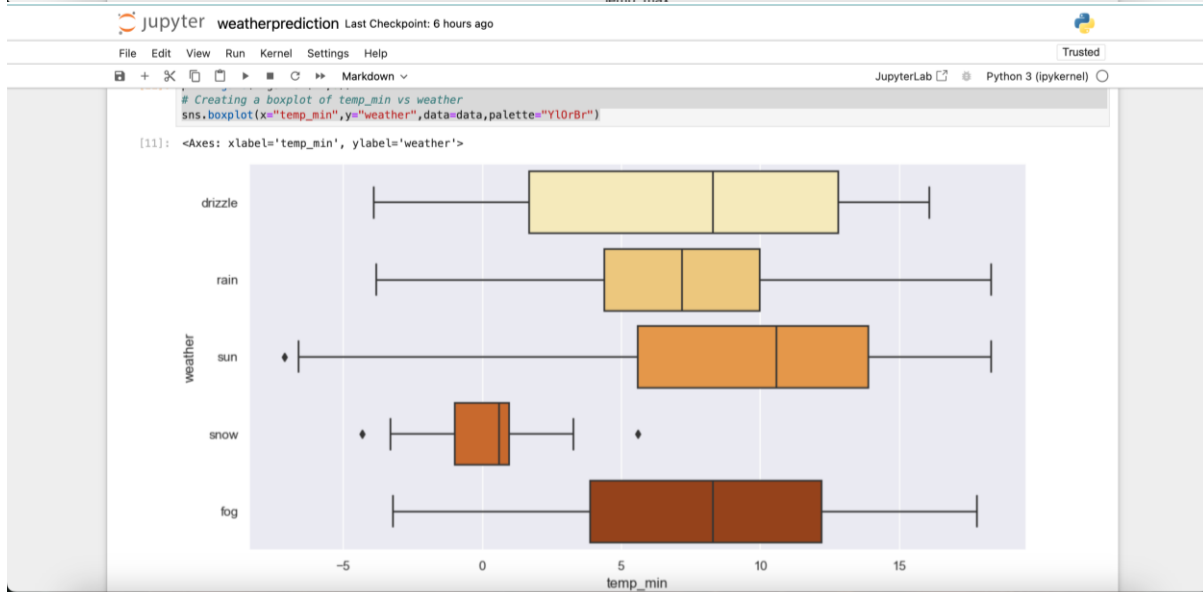 jupyter weatherprediction Last Checkpoint: 6 hours ago
File Edit View Run Kernel Settings Help Trusted
Markdown JupyterLab Python 3 (ipykernel)
# Creating a boxplot of temp_min vs weather
sns.boxplot(x="temp_min",y="weather",data=data,palette="YlOrBr")
[11]: <Axes: xlabel='temp_min', ylabel='weather'>
drizzle
rain
weather
sun
snow
fog
−5 0 5 10 15
temp_min